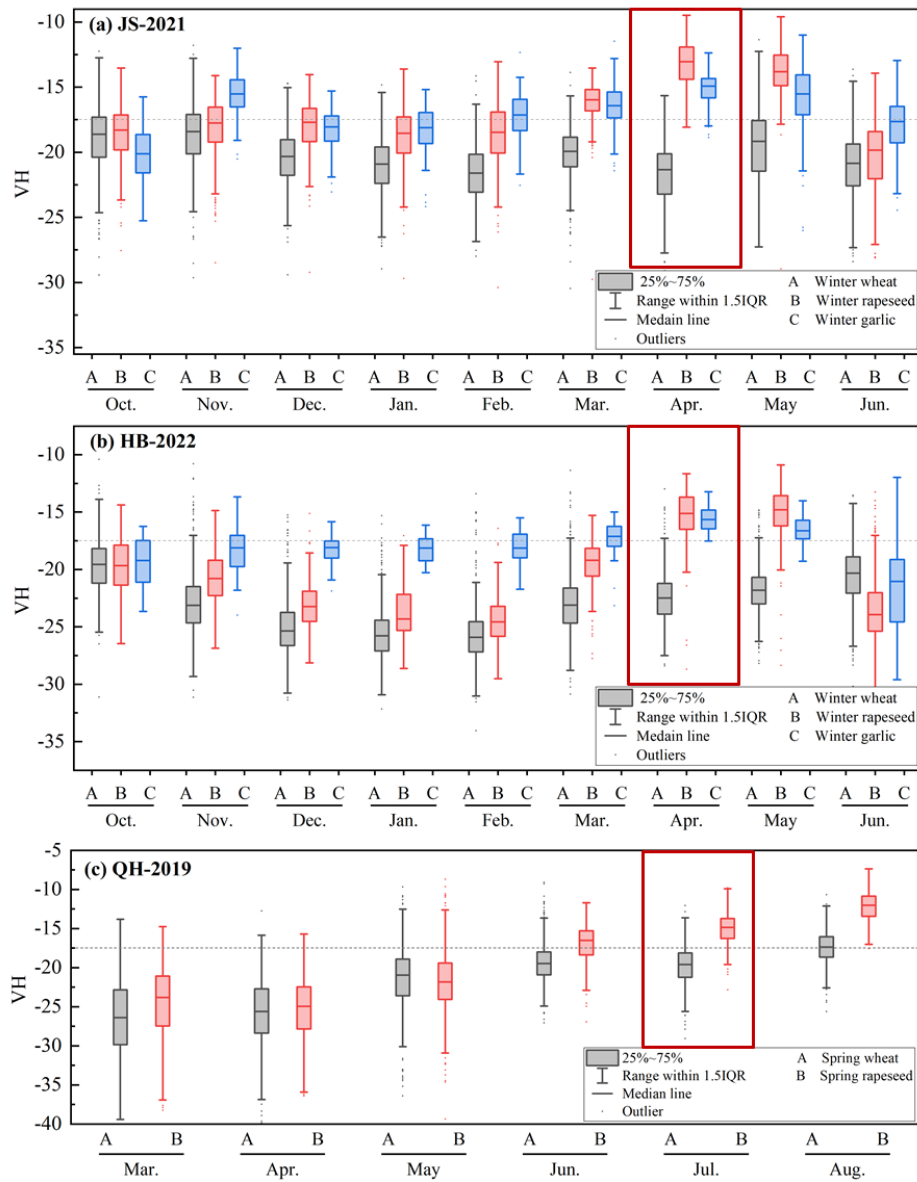 (a) JS-2021
-10
-15
-20
-25
-30
-35
VH
25%~75%
A Winter wheat
Range within 1.5IQR
B Winter rapeseed
Medain line
C Winter garlic
Outliers
A B C A B C A B C A B C A B C A B C A B C A B C A B C
Oct. Nov. Dec. Jan. Feb. Mar. Apr. May Jun.
(b) HB-2022
-10
-15
-20
-25
-30
-35
VH
25%~75%
A Winter wheat
Range within 1.5IQR
B Winter rapeseed
Medain line
C Winter garlic
Outliers
A B C A B C A B C A B C A B C A B C A B C A B C A B C
Oct. Nov. Dec. Jan. Feb. Mar. Apr. May Jun.
(c) QH-2019
-5
-10
-15
-20
-25
-30
-35
-40
VH
25%~75%
A Spring wheat
Range within 1.5IQR
B Spring rapeseed
Median line
Outlier
A B A B A B A B A B A B
Mar. Apr. May Jun. Jul. Aug.